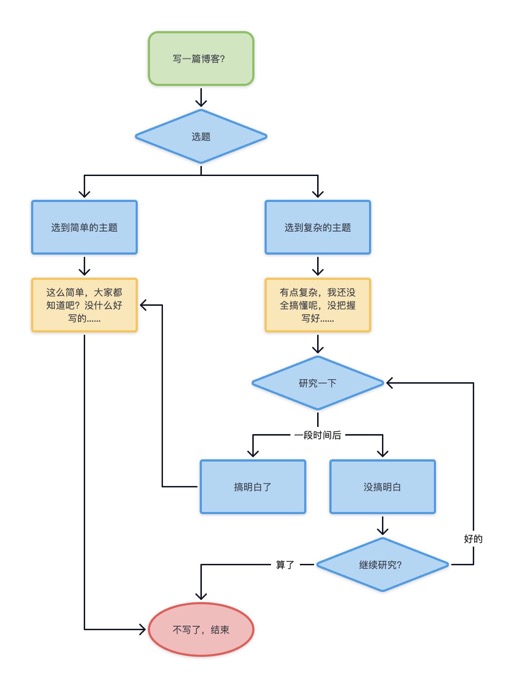 写一篇博客？
选题
选到简单的主题
选到复杂的主题
这么简单，大家都
知道吧？没什么好
写的……
有点复杂，我还没
全搞懂呢，没把握
写好……
研究一下
一段时间后
搞明白了
没搞明白
好的
算了
继续研究？
不写了，结束